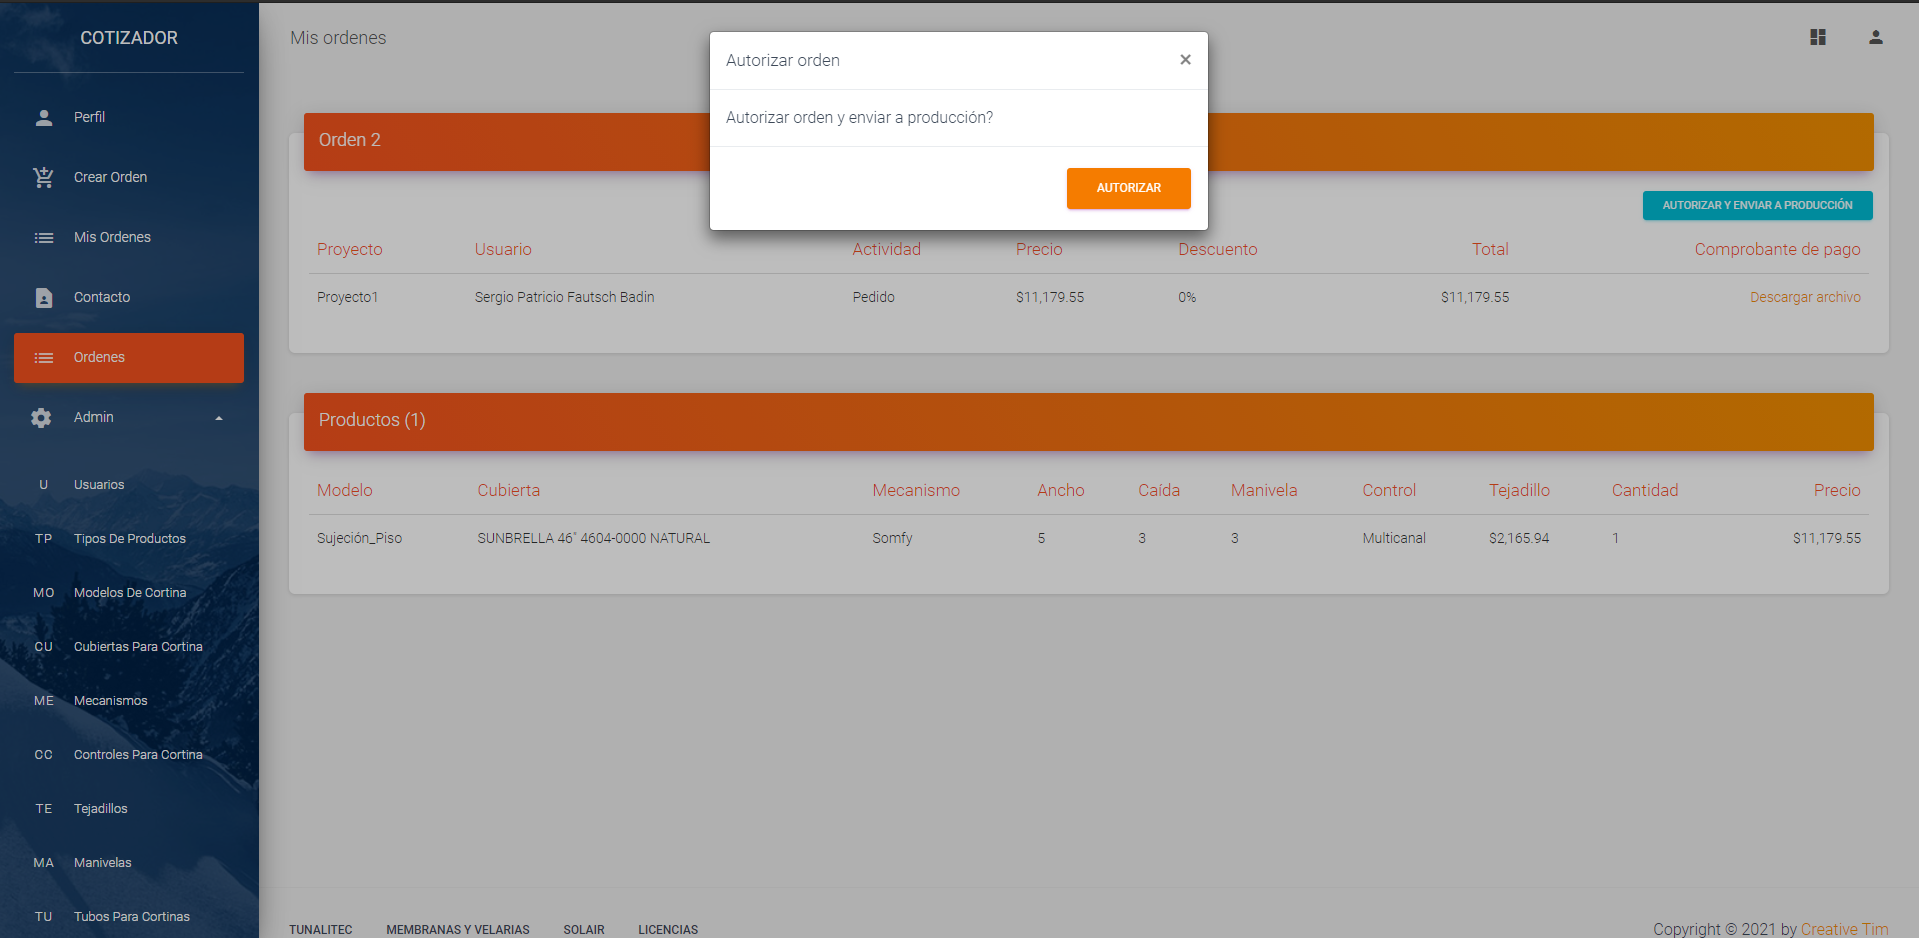 COTIZADOR
Perfil
Crear Orden
Mis Ordenes
Contacto
Ordenes
Admin
U Usuarios
TP Tipos De Productos
MO Modelos De Cortina
CU Cubiertas Para Cortina
ME Mecanismos
CC Controles Para Cortina
TE Tejadillos
MA Manivelas
TU Tubos Para Cortinas
Mis ordenes
Autorizar orden ×
Autorizar orden y enviar a producción?
AUTORIZAR
Orden 2
AUTORIZAR Y ENVIAR A PRODUCCIÓN
Proyecto Usuario Actividad Precio Descuento Total Comprobante de pago
Proyecto1 Sergio Patricio Fautsch Badin Pedido $11,179.55 0% $11,179.55 Descargar archivo
Productos (1)
Modelo Cubierta Mecanismo Ancho Caída Manivela Control Tejadillo Cantidad Precio
Sujeción_Piso SUNBRELLA 46" 4604-0000 NATURAL Somfy 5 3 3 Multicanal $2,165.94 1 $11,179.55
TUNALITEC MEMBRANAS Y VELARIAS SOLAIR LICENCIAS
Copyright © 2021 by Creative Tim